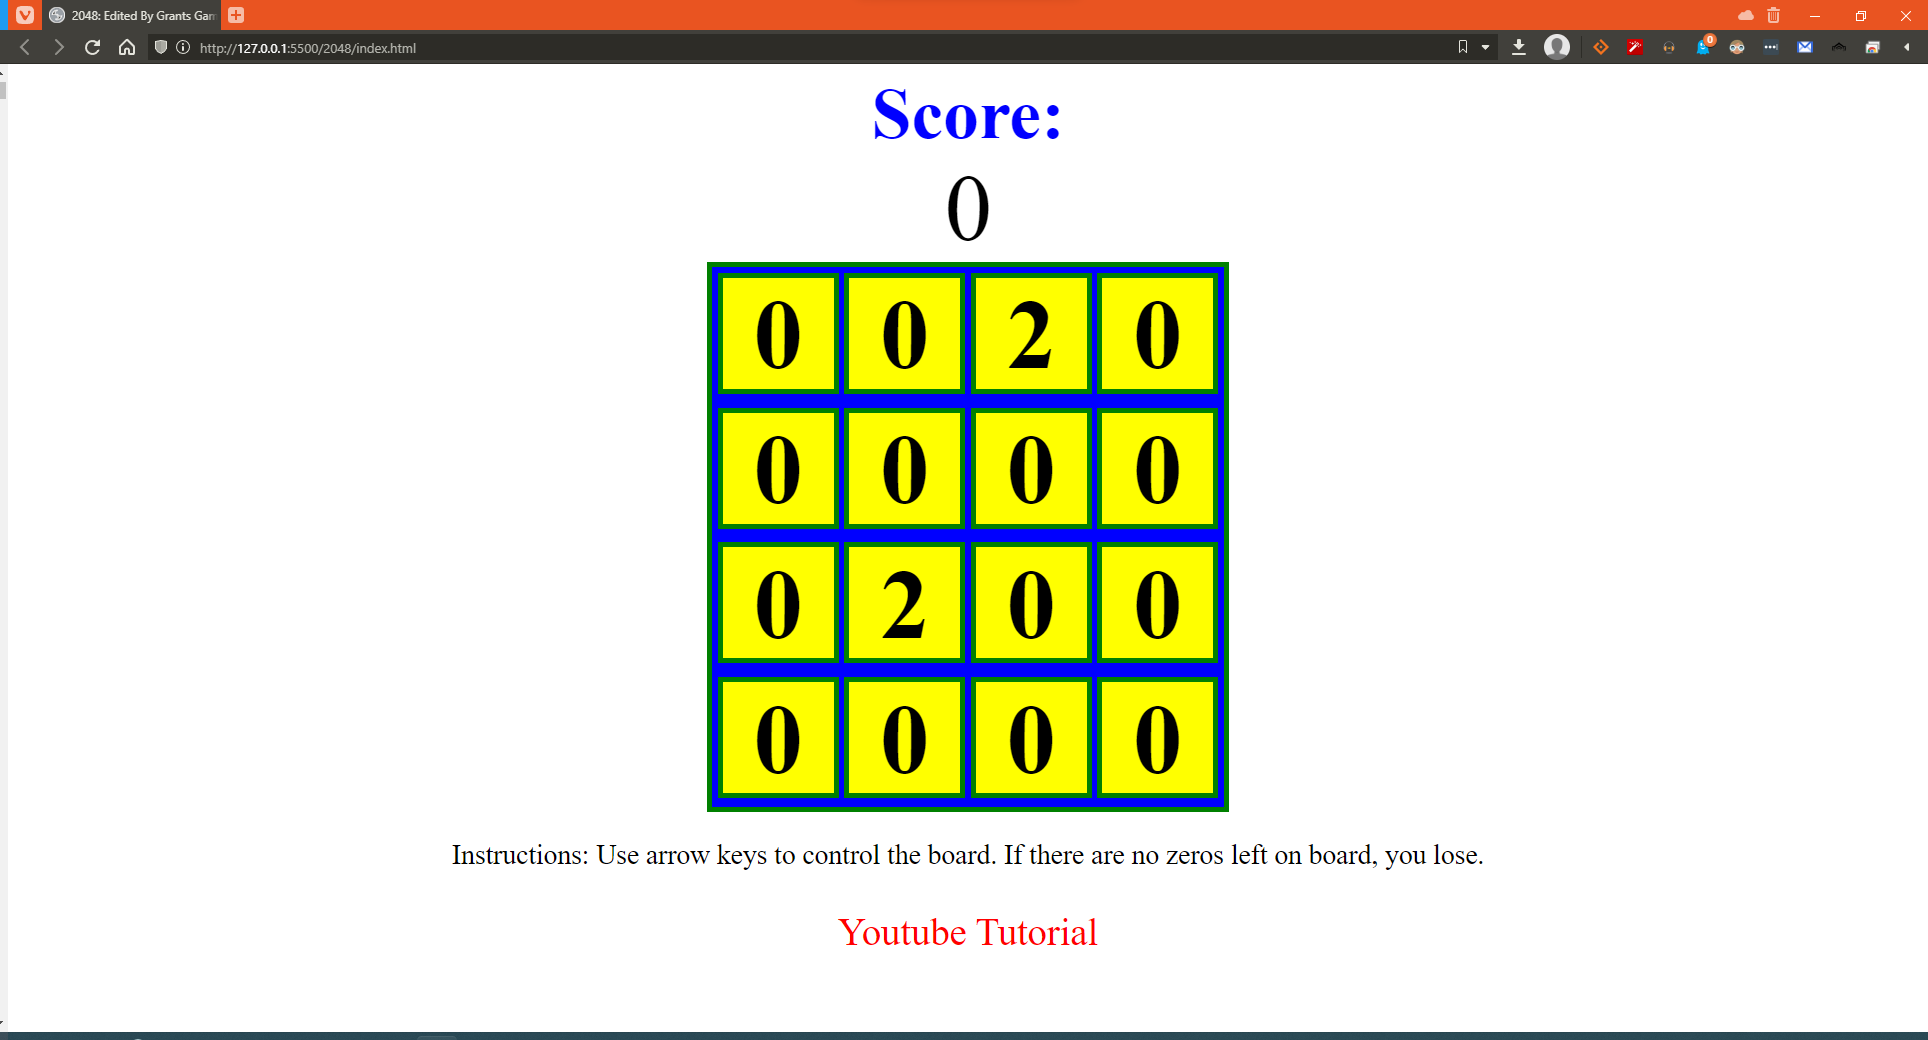 2048: Edited By Grants Gam
http://127.0.0.1:5500/2048/index.html
0
Score:
0
0 0 2 0
0 0 0 0
0 2 0 0
0 0 0 0
Instructions: Use arrow keys to control the board. If there are no zeros left on board, you lose.
Youtube Tutorial